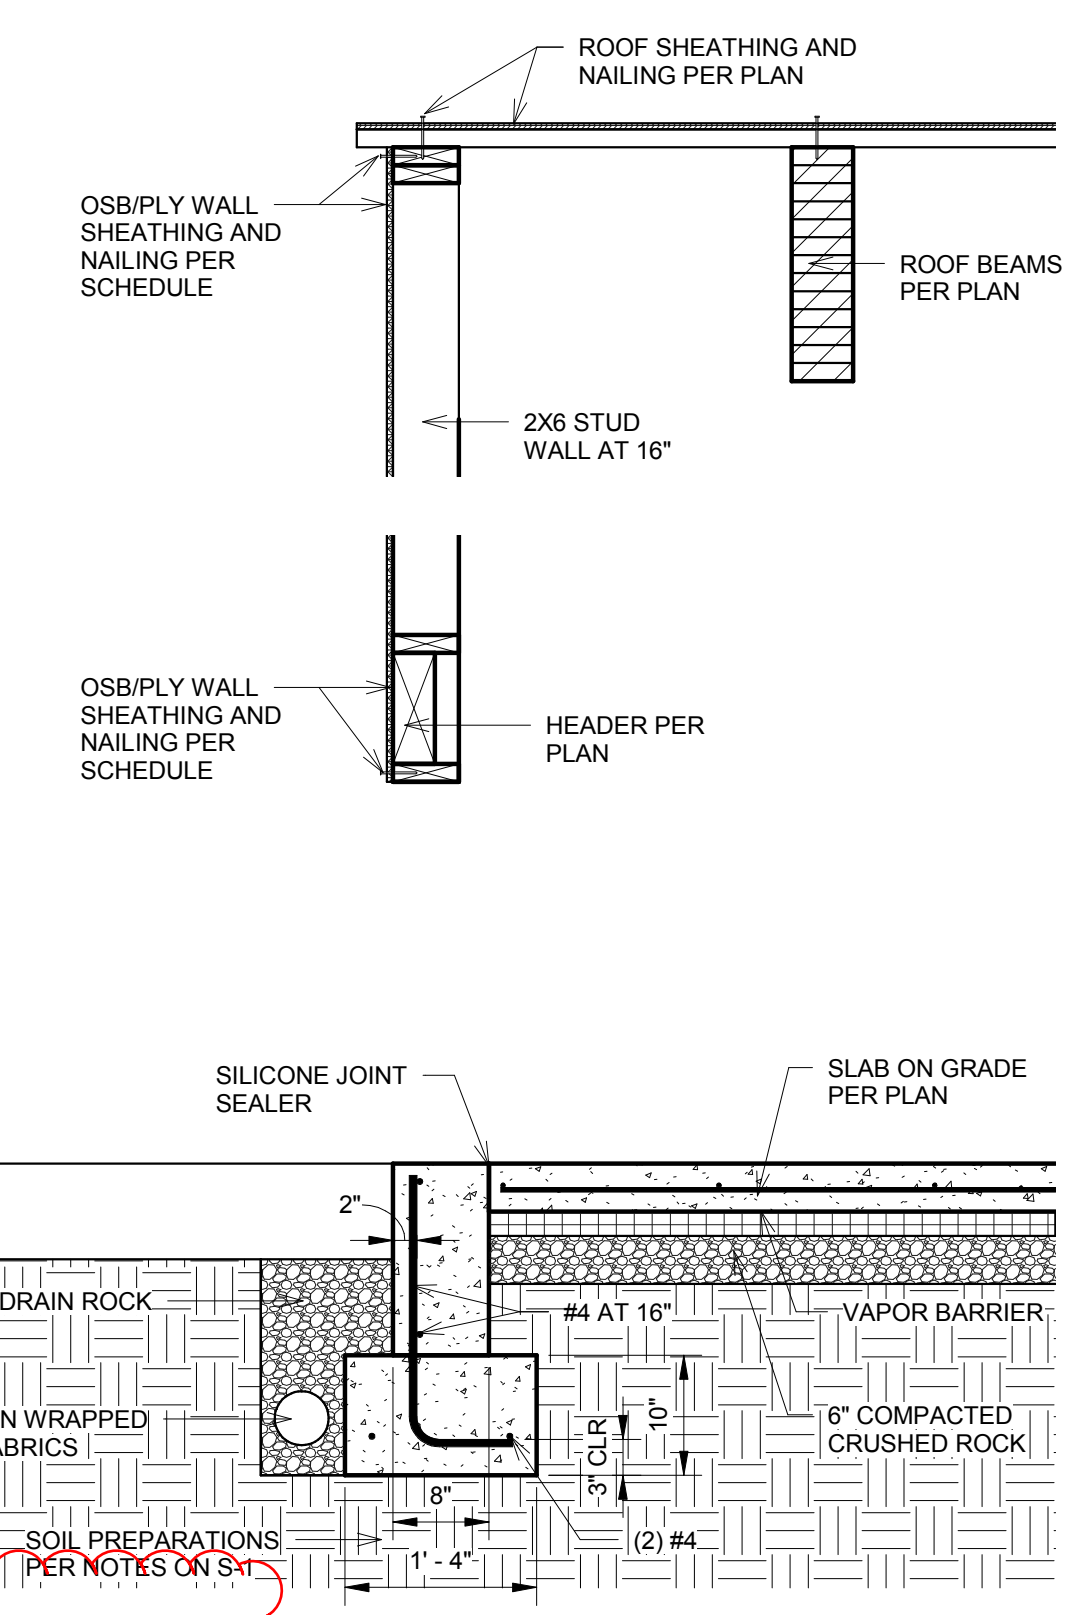 ROOF SHEATHING AND
NAILING PER PLAN
OSB/PLY WALL
SHEATHING AND
NAILING PER
SCHEDULE
ROOF BEAMS
PER PLAN
2X6 STUD
WALL AT 16"
OSB/PLY WALL
SHEATHING AND
NAILING PER
SCHEDULE
HEADER PER
PLAN
SILICONE JOINT
SEALER
SLAB ON GRADE
PER PLAN
2"
DRAIN ROCK
#4 AT 16"
VAPOR BARRIER
N WRAPPED
ABRICS
10"
3" CLR
6" COMPACTED
CRUSHED ROCK
8"
SOIL PREPARATIONS
PER NOTES ON S-1
(2) #4
1' - 4"